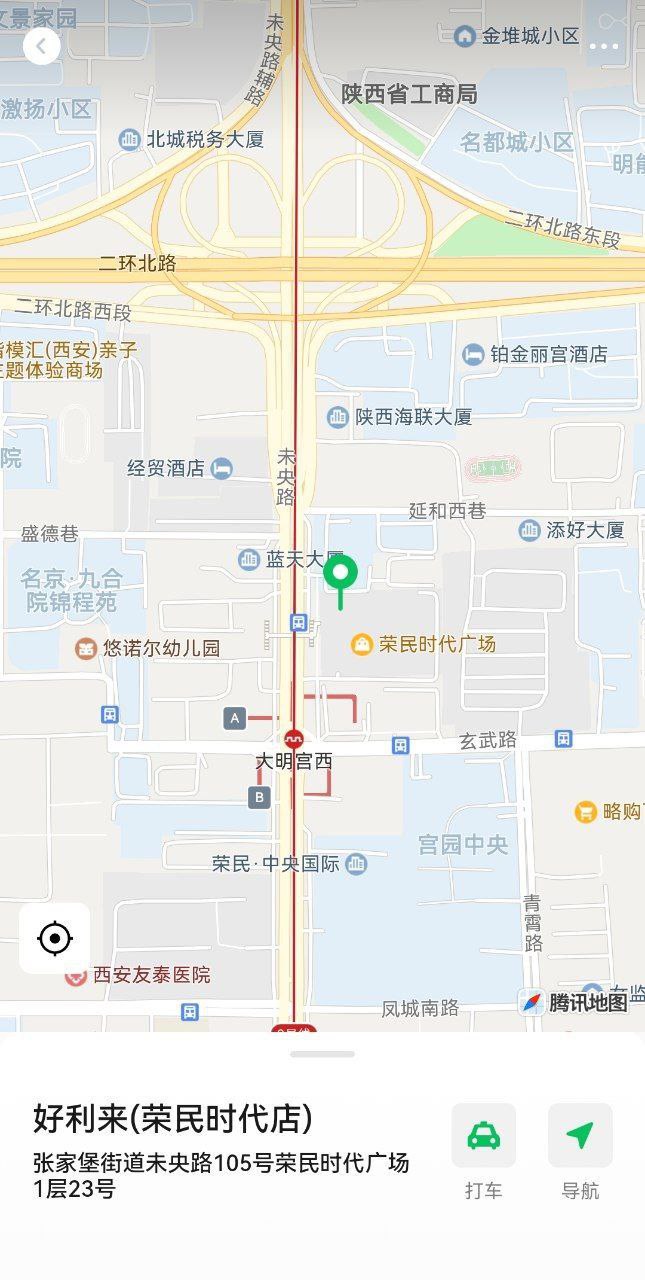 文景家园
未央路辅路
金堆城小区
激扬小区
陕西省工商局
北城税务大厦
名都城小区
二环北路东段
二环北路
二环北路西段
模汇(西安)亲子
主题体验商场
铂金丽宫酒店
陕西海联大厦
院
经贸酒店
未央路
延和西巷
盛德巷
添好大厦
蓝天大厦
名京·九合
院锦程苑
悠诺尔幼儿园
荣民时代广场
A
玄武路
大明宫西
B
略购
宫园中央
荣民·中央国际
青霄路
西安友泰医院
凤城南路
腾讯地图
好利来(荣民时代店)
张家堡街道未央路105号荣民时代广场
1层23号
打车
导航